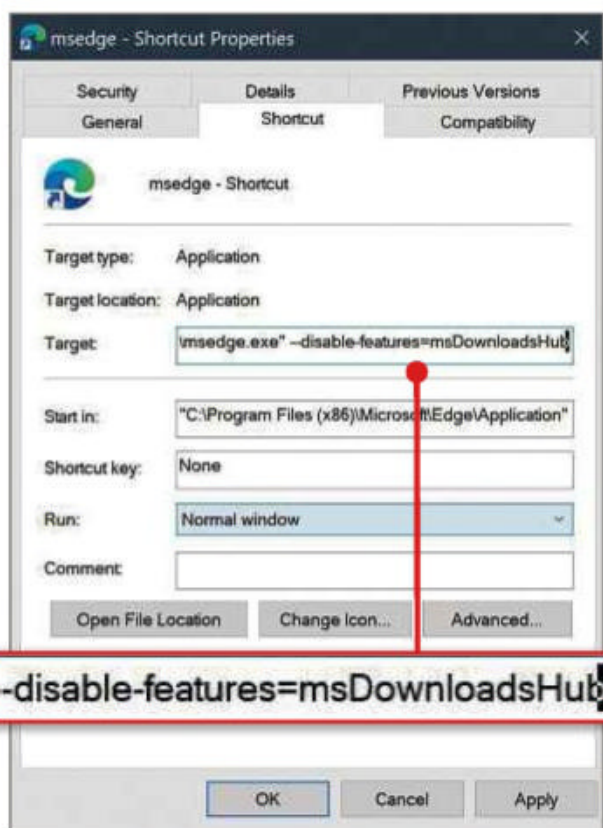 msedge - Shortcut Properties
Security Details Previous Versions
General Shortcut Compatibility
msedge - Shortcut
Target type: Application
Target location: Application
Target: \msedge.exe" --disable-features=msDownloadsHub
Start in: "C:\Program Files (x86)\Microsoft\Edge\Application"
Shortcut key: None
Run: Normal window
Comment:
Open File Location Change Icon... Advanced...
--disable-features=msDownloadsHub
OK Cancel Apply